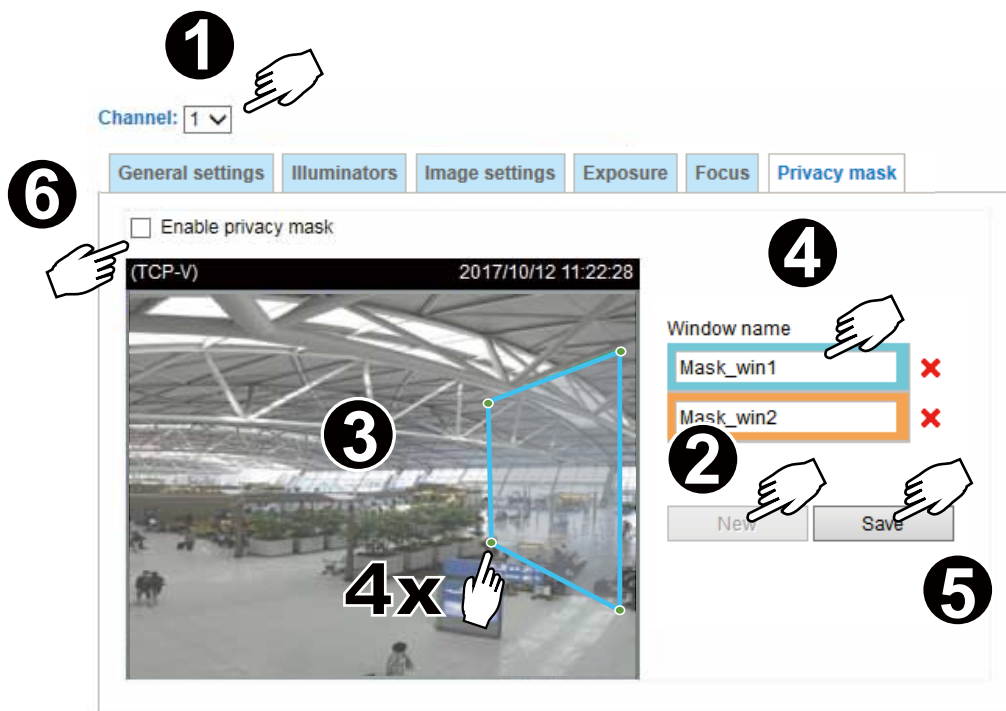 1
Channel: 1
General settings Illuminators Image settings Exposure Focus Privacy mask
6
Enable privacy mask
4
(TCP-V) 2017/10/12 11:22:28
Window name
Mask_win1
3
Mask_win2
2
New Save
4x
5